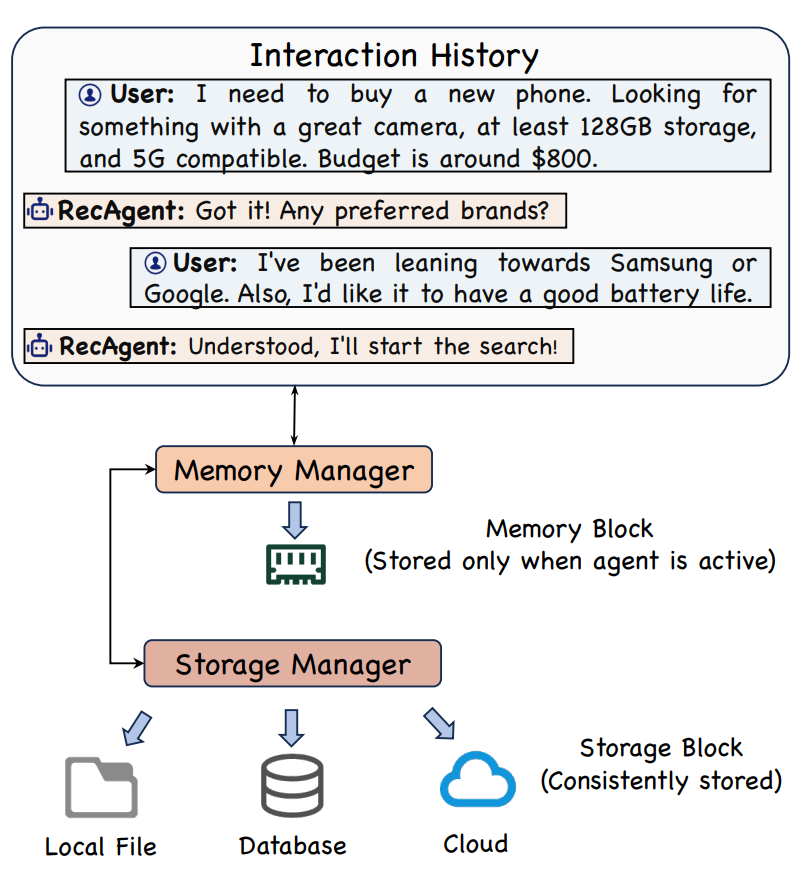 Interaction History
User: I need to buy a new phone. Looking for
something with a great camera, at least 128GB storage,
and 5G compatible. Budget is around $800.
RecAgent: Got it! Any preferred brands?
User: I've been leaning towards Samsung or
Google. Also, I'd like it to have a good battery life.
RecAgent: Understood, I'll start the search!
Memory Manager
Memory Block
(Stored only when agent is active)
Storage Manager
Storage Block
(Consistently stored)
Local File
Database
Cloud